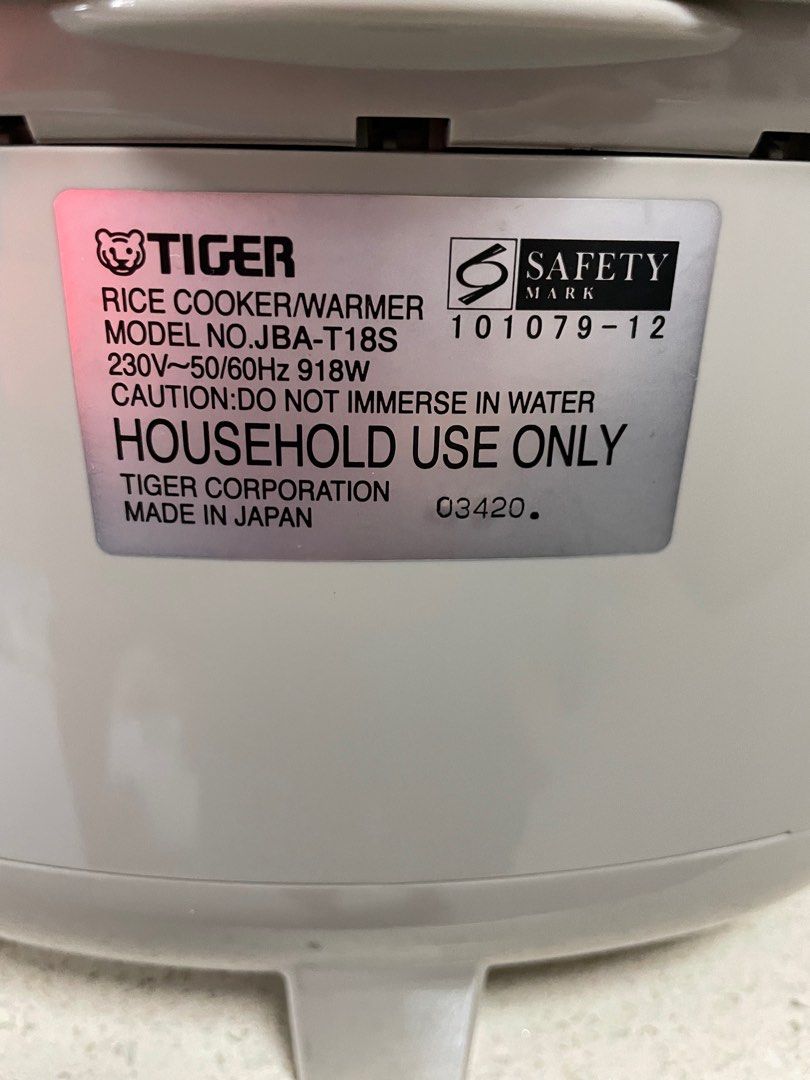 TIGER
RICE COOKER/WARMER
MODEL NO.JBA-T18S
230V~50/60Hz 918W
CAUTION:DO NOT IMMERSE IN WATER
HOUSEHOLD USE ONLY
TIGER CORPORATION
MADE IN JAPAN
03420.
SAFETY
MARK
101079-12